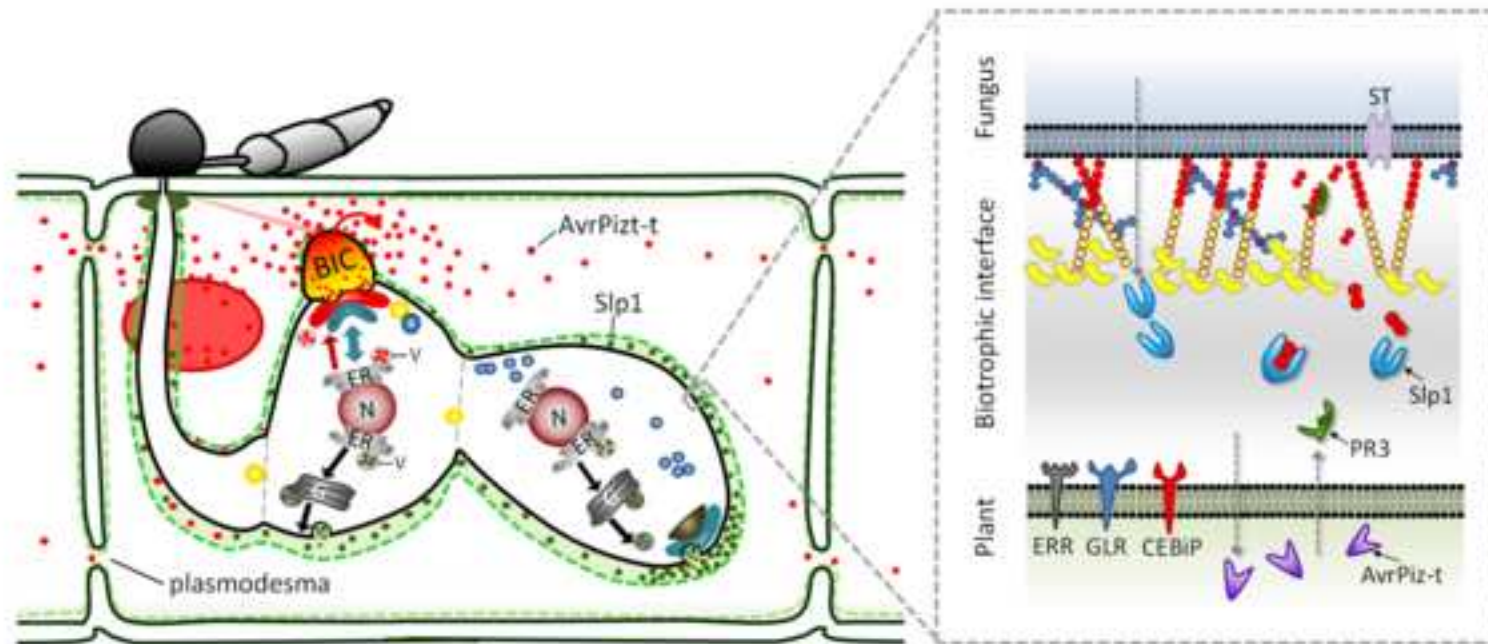 AvrPizt-t
BIC
Slp1
V
ER
N
ER
V
G
ER
N
ER
G
plasmodesma
Fungus
ST
Biotrophic interface
Slp1
PR3
Plant
ERR
GLR
CEBiP
AvrPiz-t